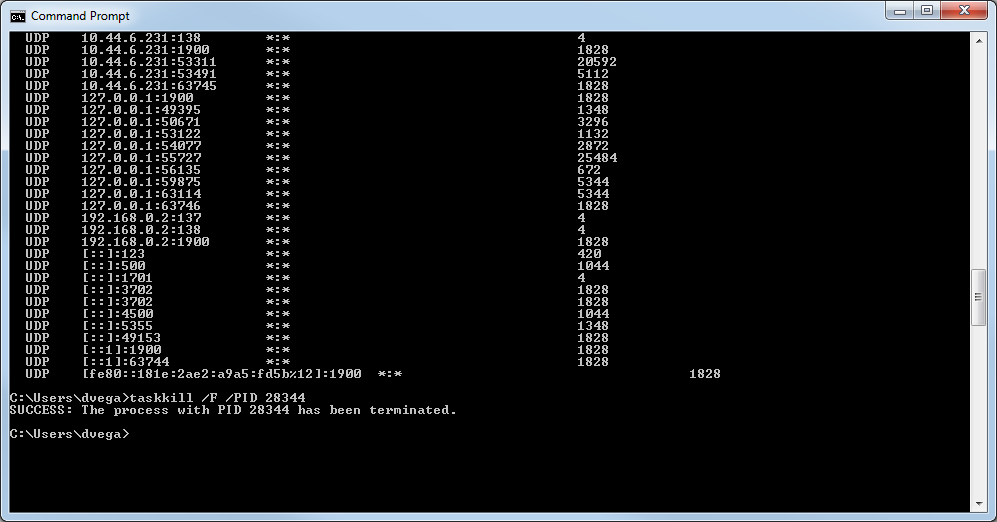 Command Prompt
UDP    10.44.6.231:138        *:*                                    4
UDP    10.44.6.231:1900       *:*                                    1828
UDP    10.44.6.231:53311      *:*                                    20592
UDP    10.44.6.231:53491      *:*                                    5112
UDP    10.44.6.231:63745      *:*                                    1828
UDP    127.0.0.1:1900         *:*                                    1828
UDP    127.0.0.1:49395        *:*                                    1348
UDP    127.0.0.1:50671        *:*                                    3296
UDP    127.0.0.1:53122        *:*                                    1132
UDP    127.0.0.1:54077        *:*                                    2872
UDP    127.0.0.1:55727        *:*                                    25484
UDP    127.0.0.1:56135        *:*                                    672
UDP    127.0.0.1:59875        *:*                                    5344
UDP    127.0.0.1:63114        *:*                                    5344
UDP    127.0.0.1:63746        *:*                                    1828
UDP    192.168.0.2:137        *:*                                    4
UDP    192.168.0.2:138        *:*                                    4
UDP    192.168.0.2:1900       *:*                                    1828
UDP    [::]:123               *:*                                    420
UDP    [::]:500               *:*                                    1044
UDP    [::]:1701              *:*                                    4
UDP    [::]:3702              *:*                                    1828
UDP    [::]:3702              *:*                                    1828
UDP    [::]:4500              *:*                                    1044
UDP    [::]:5355              *:*                                    1348
UDP    [::]:49153             *:*                                    1828
UDP    [::1]:1900             *:*                                    1828
UDP    [::1]:63744            *:*                                    1828
UDP    [fe80::181e:2ae2:a9a5:fd5b%12]:1900  *:*                                    1828
C:\Users\dvega>taskkill /F /PID 28344
SUCCESS: The process with PID 28344 has been terminated.
C:\Users\dvega>